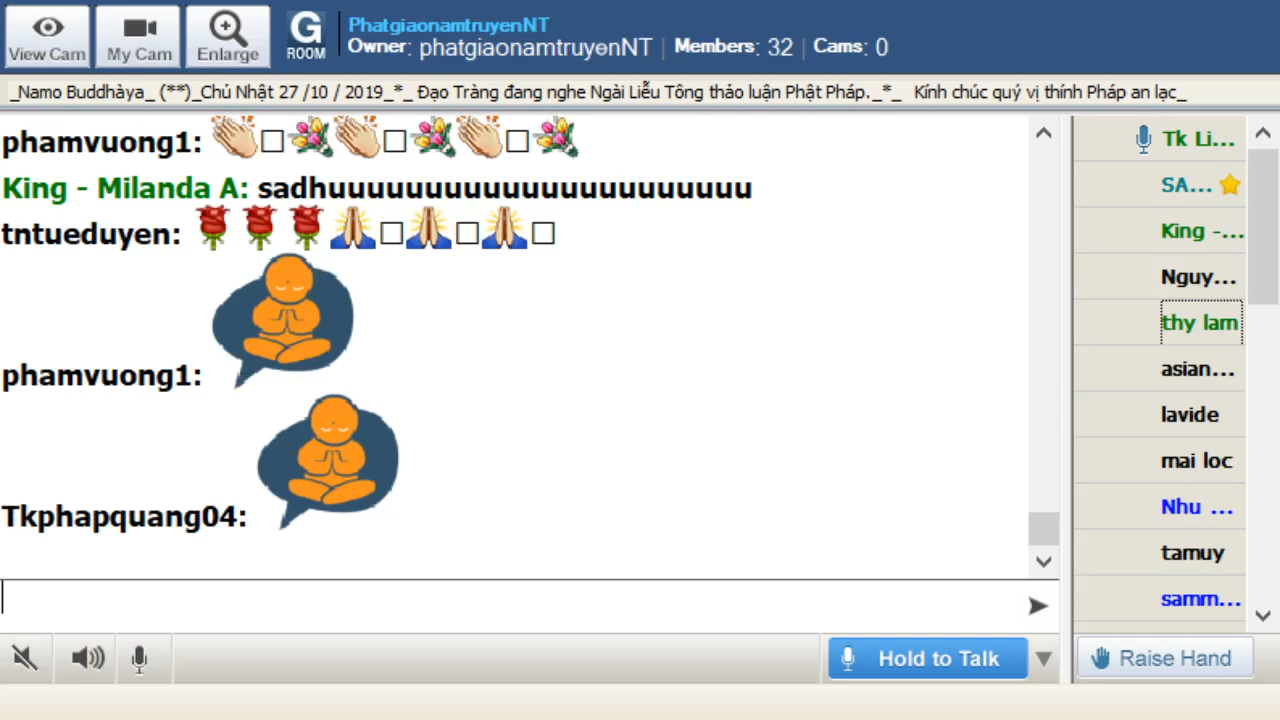 View Cam
My Cam
Enlarge
G
ROOM
PhatgiaonamtruyenNT
Owner: phatgiaonamtruyenNT | Members: 32 | Cams: 0
_Namo Buddhàya_ (**)_Chủ Nhật 27 /10 / 2019_*_ Đạo Tràng đang nghe Ngài Liễu Tông thảo luận Phật Pháp._*_ Kính chúc quý vị thính Pháp an lạc_
phamvuong1:
King - Milanda A: sadhuuuuuuuuuuuuuuuuuuuuuu
tntueduyen:
phamvuong1:
Tkphapquang04:
Tk Li...
SA...
King -...
Nguy...
thy lam
asian...
lavide
mai loc
Nhu ...
tamuy
samm...
Hold to Talk
Raise Hand